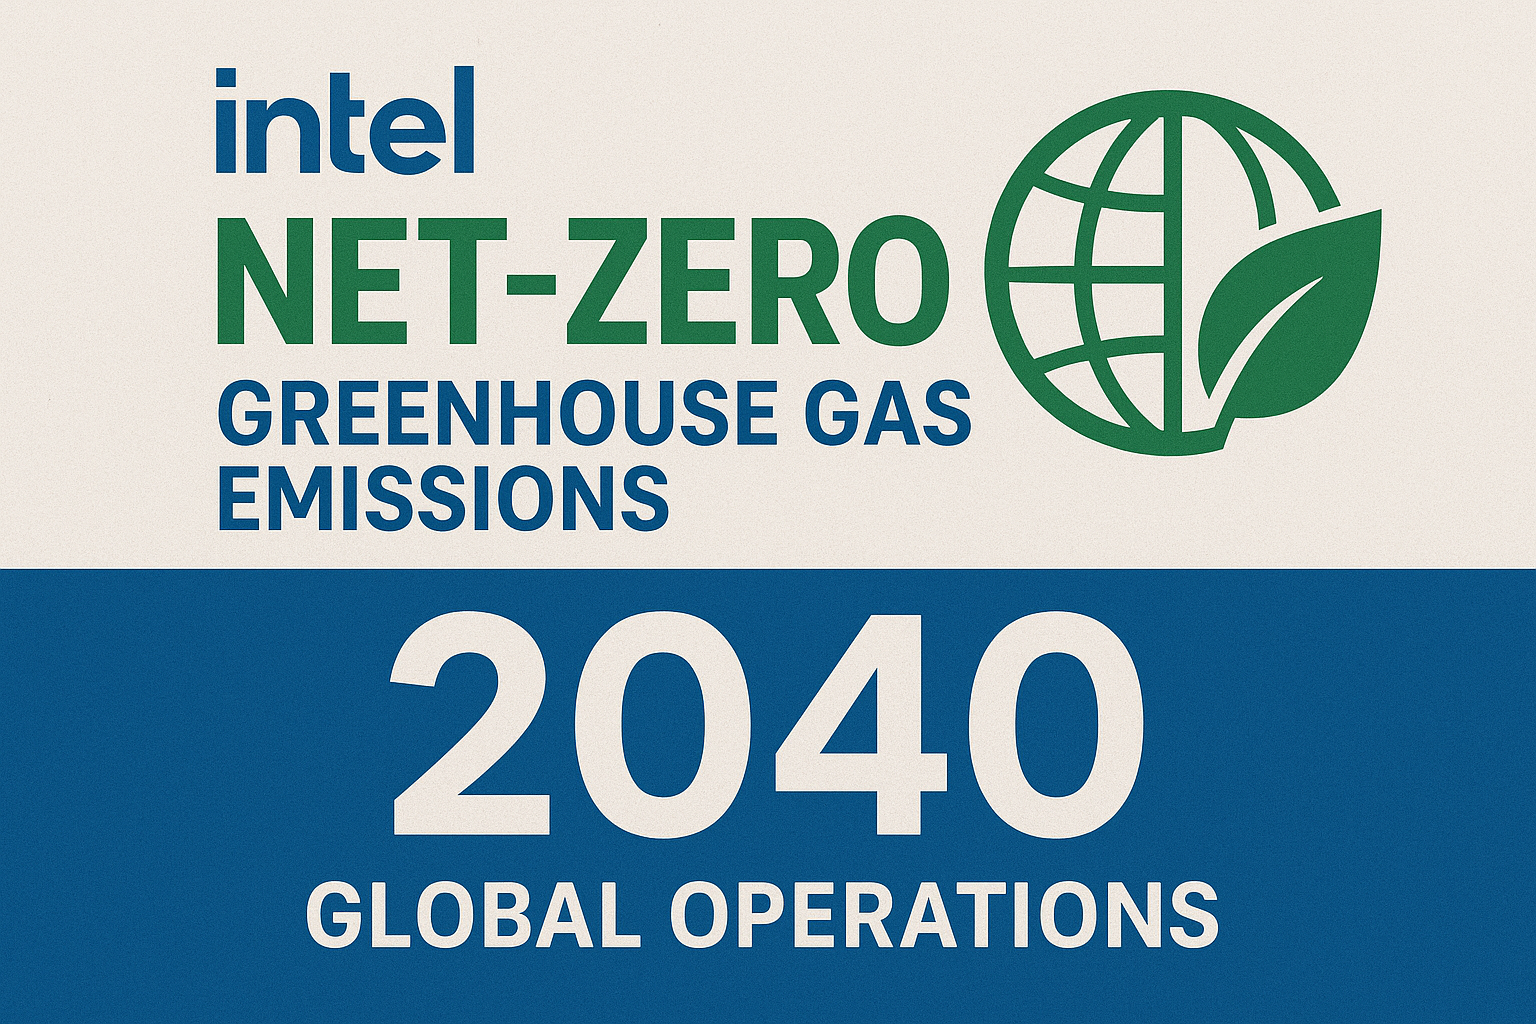 intel
NET-ZERO
GREENHOUSE GAS
EMISSIONS
2040
GLOBAL OPERATIONS